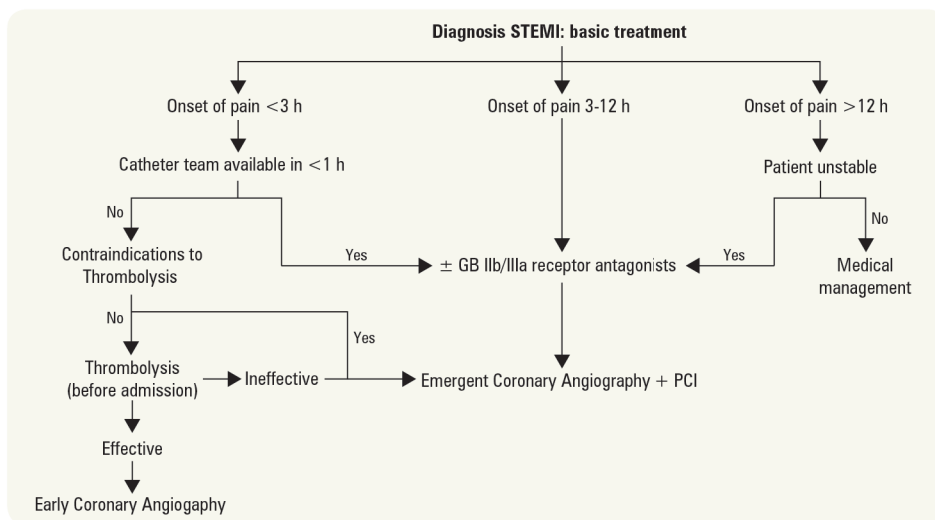 Diagnosis STEMI: basic treatment
Onset of pain <3 h
Onset of pain 3-12 h
Onset of pain >12 h
Catheter team available in <1 h
Patient unstable
No
No
Contraindications to
Thrombolysis
Yes
± GB IIb/IIIa receptor antagonists
Yes
Medical
management
No
Yes
Thrombolysis
(before admission)
Ineffective
Emergent Coronary Angiography + PCI
Effective
Early Coronary Angiogaphy